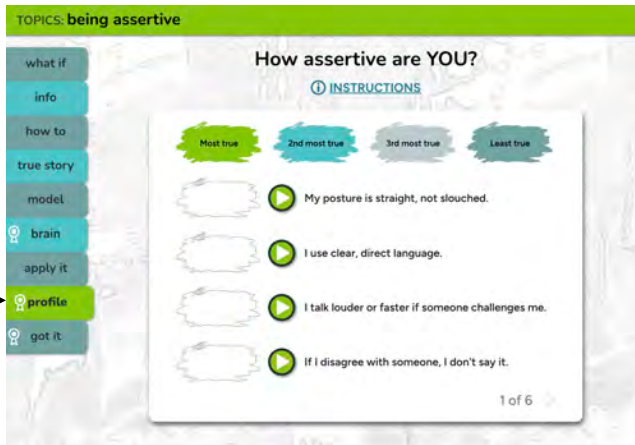 TOPICS: being assertive
How assertive are YOU?
INSTRUCTIONS
what if
info
how to
true story
model
brain
apply it
profile
got it
Most true
2nd most true
3rd most true
Least true
My posture is straight, not slouched.
I use clear, direct language.
I talk louder or faster if someone challenges me.
If I disagree with someone, I don't say it.
1 of 6